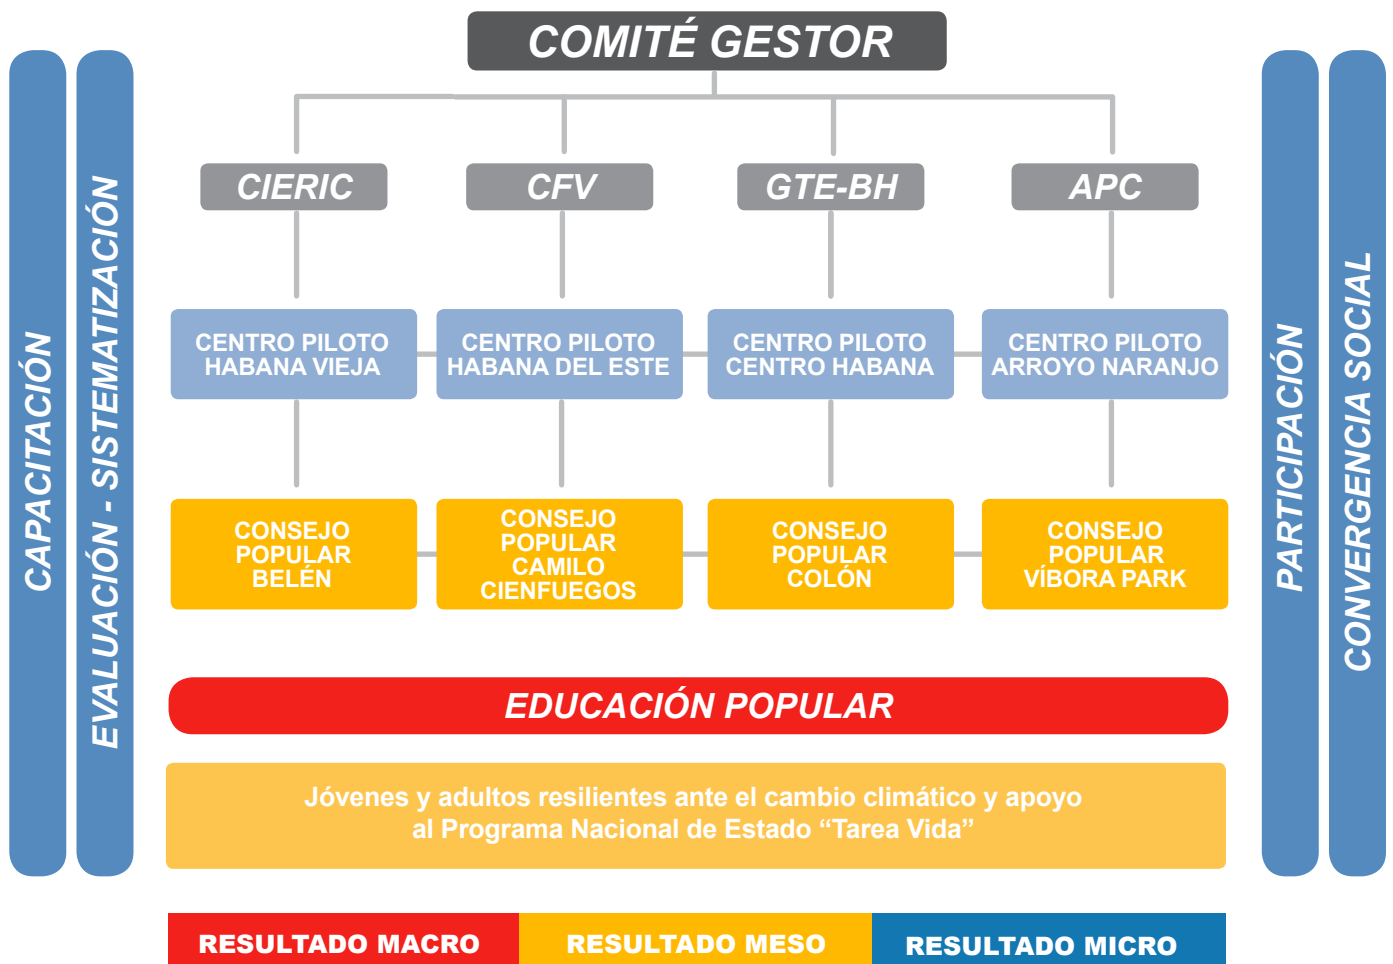 COMITÉ GESTOR
CIERIC
CFV
GTE-BH
APC
CENTRO PILOTO
HABANA VIEJA
CENTRO PILOTO
HABANA DEL ESTE
CENTRO PILOTO
CENTRO HABANA
CENTRO PILOTO
ARROYO NARANJO
CONSEJO
POPULAR
BELÉN
CONSEJO
POPULAR
CAMILO
CIENFUEGOS
CONSEJO
POPULAR
COLÓN
CONSEJO
POPULAR
VÍBORA PARK
CAPACITACIÓN
EVALUACIÓN - SISTEMATIZACIÓN
PARTICIPACIÓN
CONVERGENCIA SOCIAL
EDUCACIÓN POPULAR
Jóvenes y adultos resilientes ante el cambio climático y apoyo
al Programa Nacional de Estado “Tarea Vida”
RESULTADO MACRO
RESULTADO MESO
RESULTADO MICRO